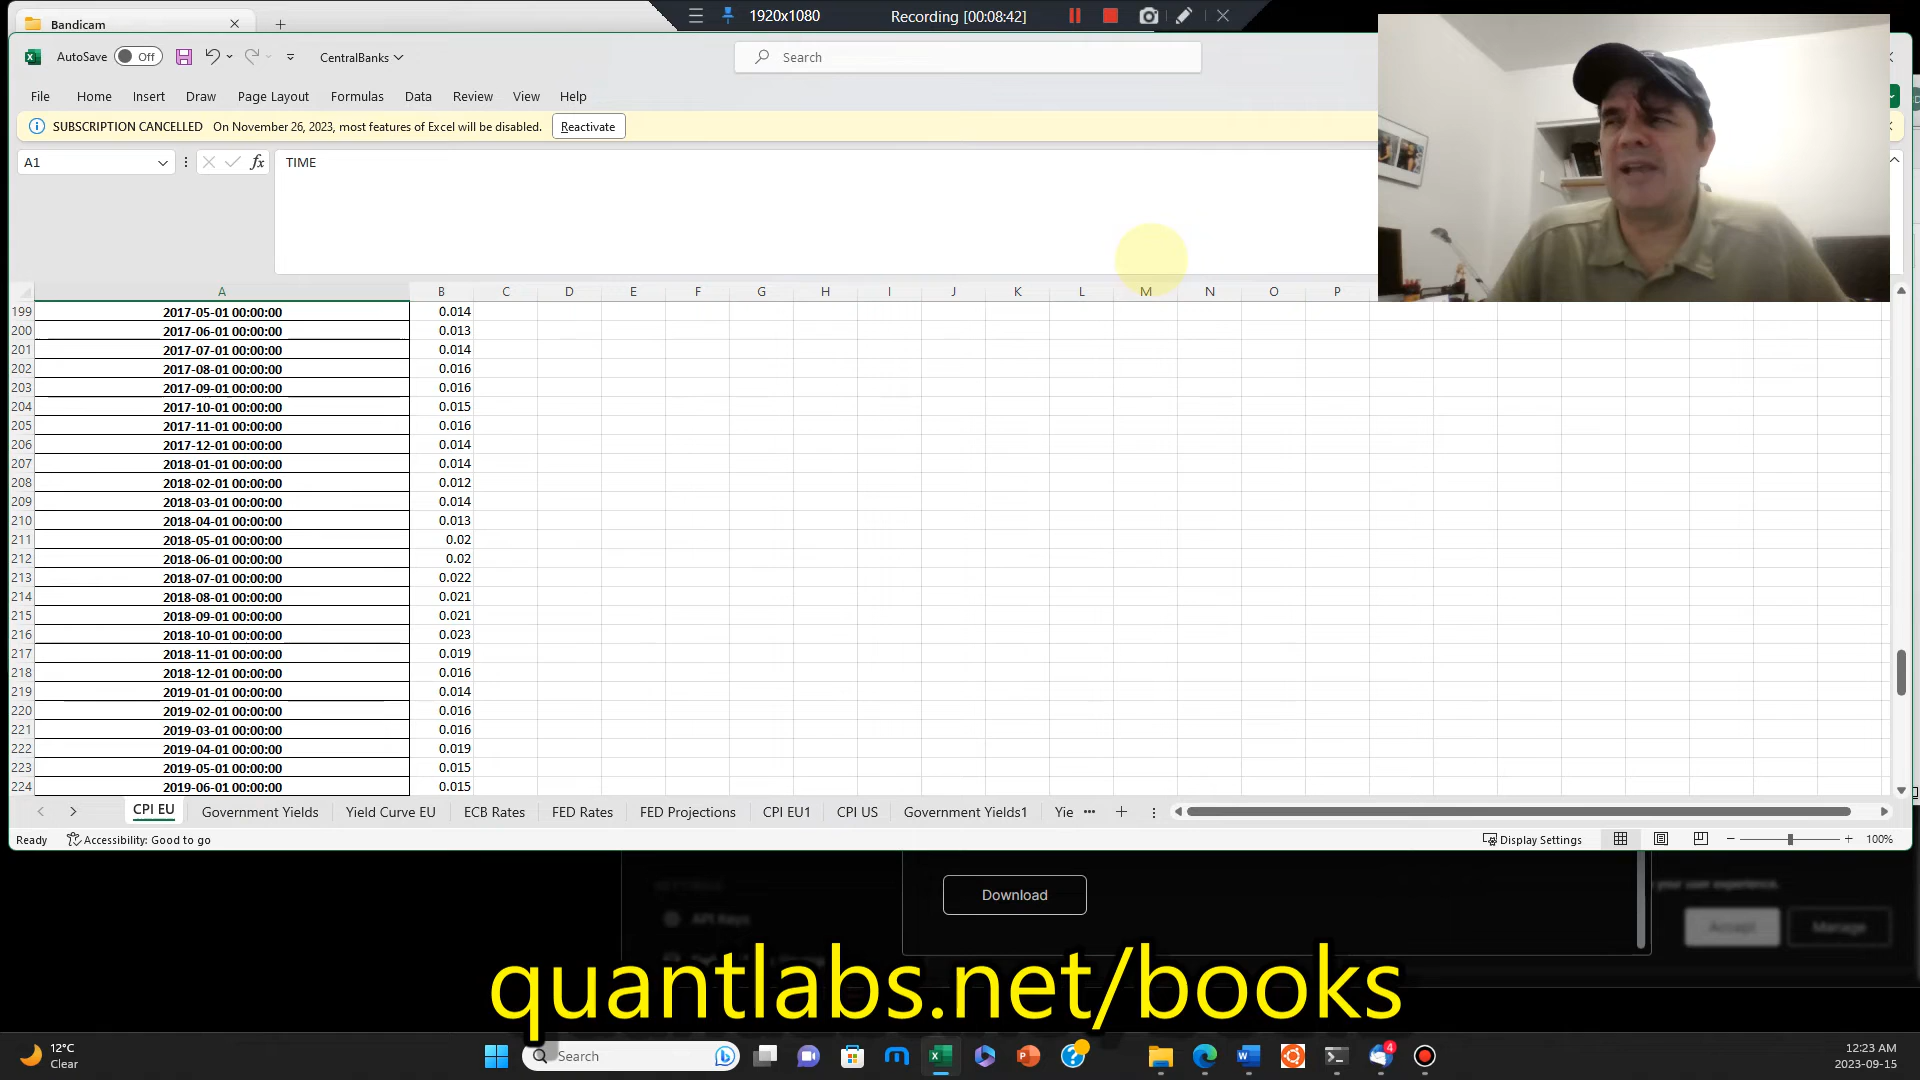 Bandicam
1920x1080
Recording [00:08:42]
AutoSave
Off
CentralBanks
Search
File Home Insert Draw Page Layout Formulas Data Review View Help
SUBSCRIPTION CANCELLED On November 26, 2023, most features of Excel will be disabled. Reactivate
A1
fx
TIME
A B C D E F G H I J K L M N O P
199 2017-05-01 00:00:00 0.014
200 2017-06-01 00:00:00 0.013
201 2017-07-01 00:00:00 0.014
202 2017-08-01 00:00:00 0.016
203 2017-09-01 00:00:00 0.016
204 2017-10-01 00:00:00 0.015
205 2017-11-01 00:00:00 0.016
206 2017-12-01 00:00:00 0.014
207 2018-01-01 00:00:00 0.014
208 2018-02-01 00:00:00 0.012
209 2018-03-01 00:00:00 0.014
210 2018-04-01 00:00:00 0.013
211 2018-05-01 00:00:00 0.02
212 2018-06-01 00:00:00 0.02
213 2018-07-01 00:00:00 0.022
214 2018-08-01 00:00:00 0.021
215 2018-09-01 00:00:00 0.021
216 2018-10-01 00:00:00 0.023
217 2018-11-01 00:00:00 0.019
218 2018-12-01 00:00:00 0.016
219 2019-01-01 00:00:00 0.014
220 2019-02-01 00:00:00 0.016
221 2019-03-01 00:00:00 0.016
222 2019-04-01 00:00:00 0.019
223 2019-05-01 00:00:00 0.015
224 2019-06-01 00:00:00 0.015
CPI EU Government Yields Yield Curve EU ECB Rates FED Rates FED Projections CPI EU1 CPI US Government Yields1 Yie
Ready Accessibility: Good to go Display Settings 100%
Download
your user experience.
API Keys
Accept Manage
quantlabs.net/books
12°C
Clear
Search
4
12:23 AM
2023-09-15